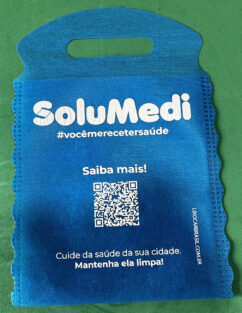 SoluMedi
#vocêmerecetersaúde
Saiba mais!
Cuide da saúde da sua cidade.
Mantenha ela limpa!